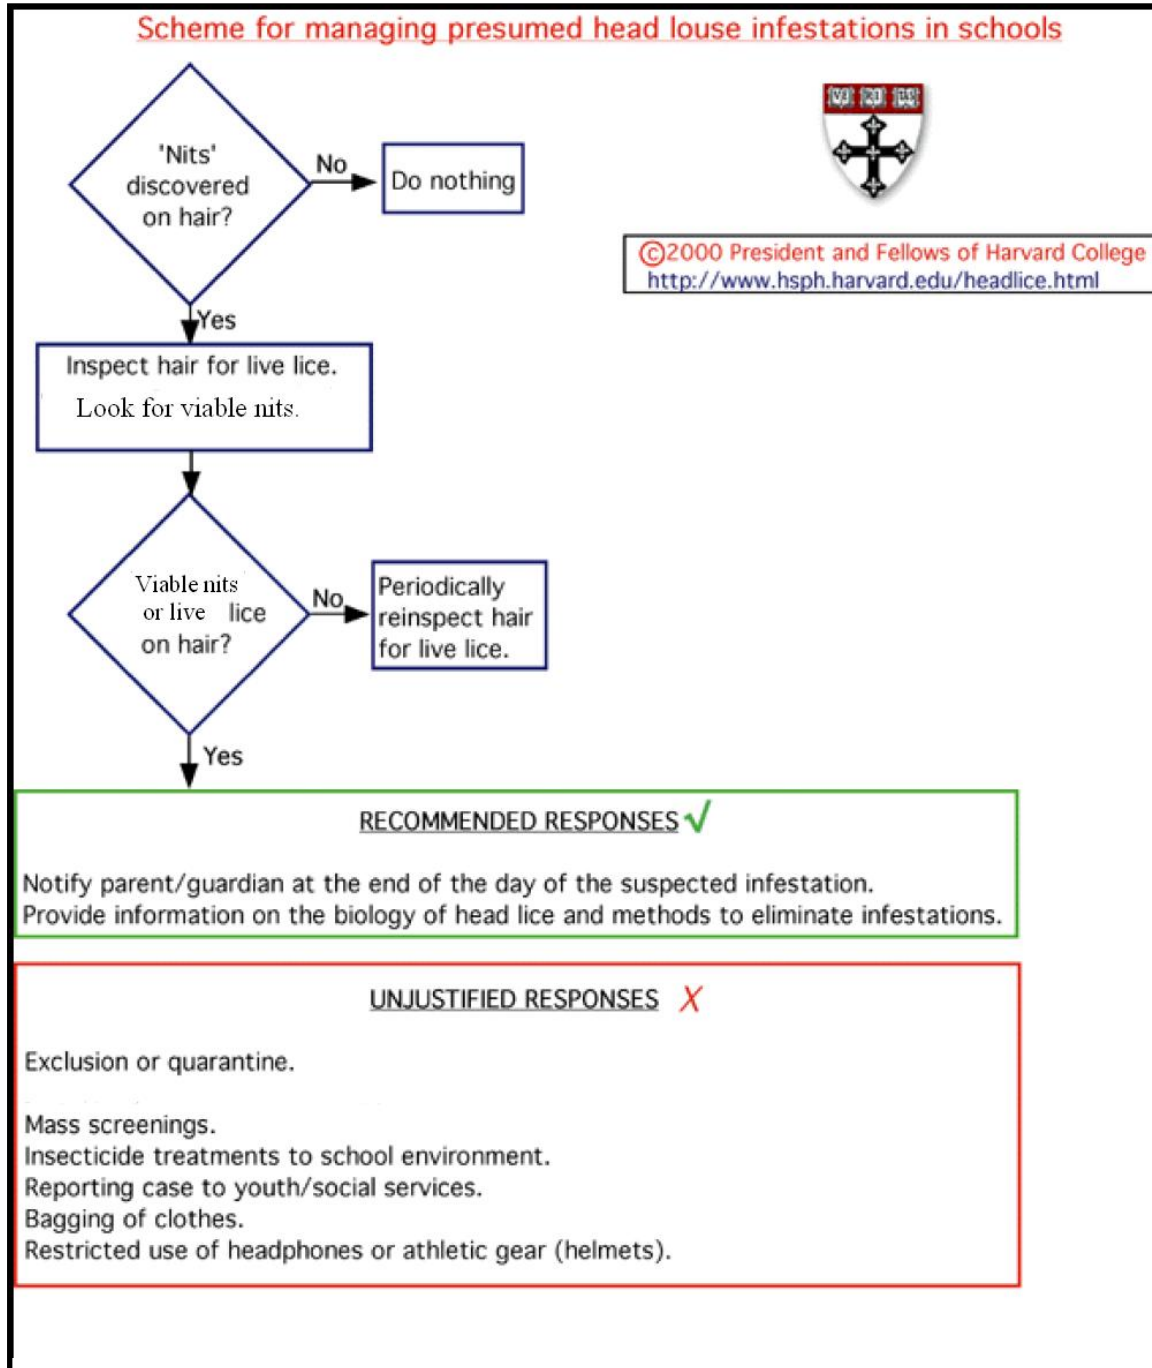 Scheme for managing presumed head louse infestations in schools
'Nits'
discovered
on hair?
No
Do nothing
©2000 President and Fellows of Harvard College
http://www.hsph.harvard.edu/headlice.html
Yes
Inspect hair for live lice.
Look for viable nits.
Viable nits
or live lice
on hair?
No
Periodically
reinspect hair
for live lice.
Yes
RECOMMENDED RESPONSES √
Notify parent/guardian at the end of the day of the suspected infestation.
Provide information on the biology of head lice and methods to eliminate infestations.
UNJUSTIFIED RESPONSES X
Exclusion or quarantine.
Mass screenings.
Insecticide treatments to school environment.
Reporting case to youth/social services.
Bagging of clothes.
Restricted use of headphones or athletic gear (helmets).